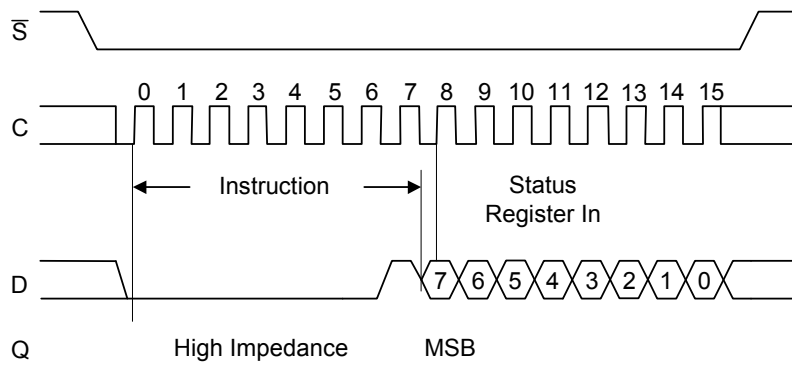 S
0 1 2 3 4 5 6 7 8 9 10 11 12 13 14 15
C
Instruction
Status
Register In
D
7 6 5 4 3 2 1 0
Q
High Impedance
MSB